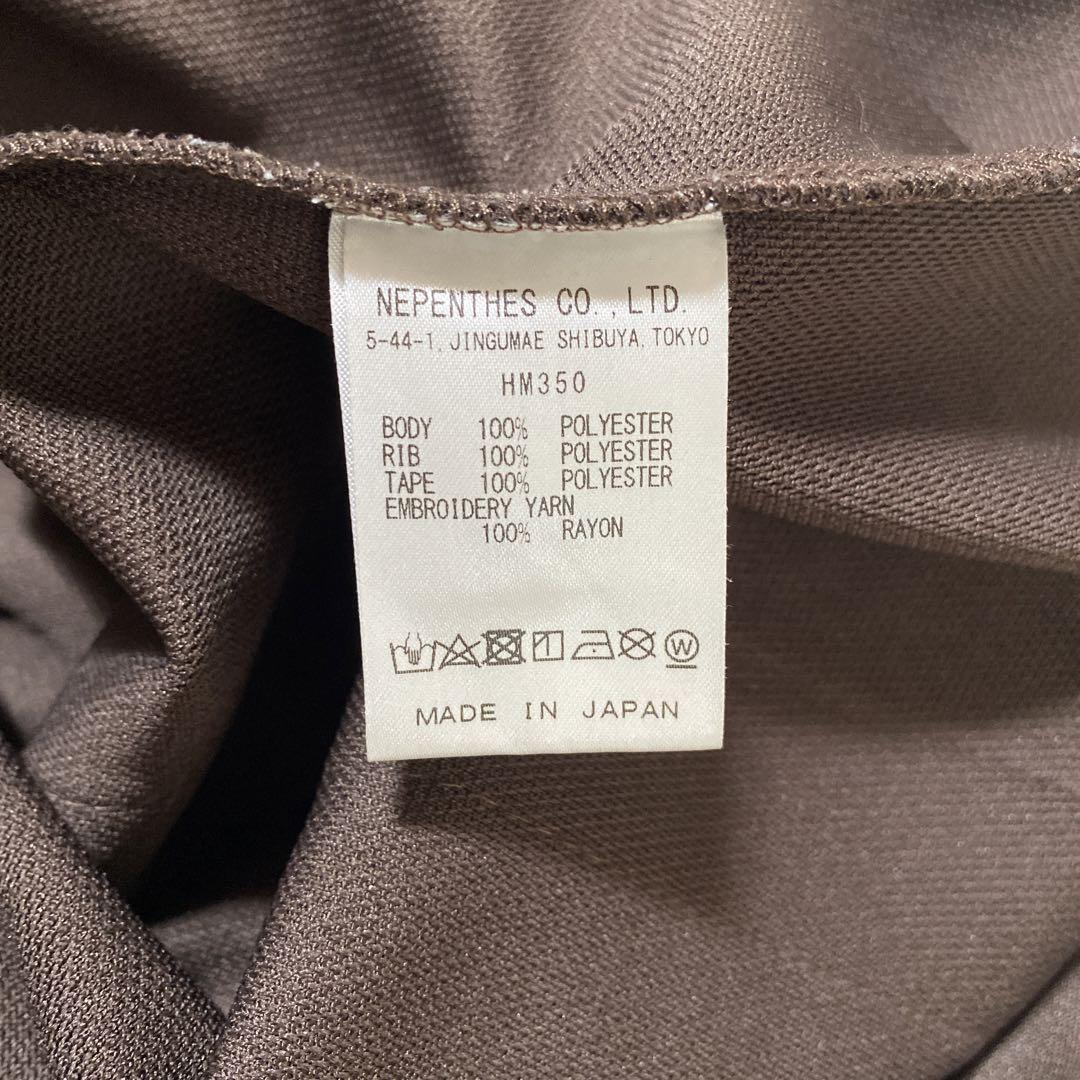 NEPENTHES CO.,LTD.
5-44-1, JINGUMAE SHIBUYA, TOKYO
HM350
BODY 100% POLYESTER
RIB 100% POLYESTER
TAPE 100% POLYESTER
EMBROIDERY YARN
100% RAYON
W
MADE IN JAPAN